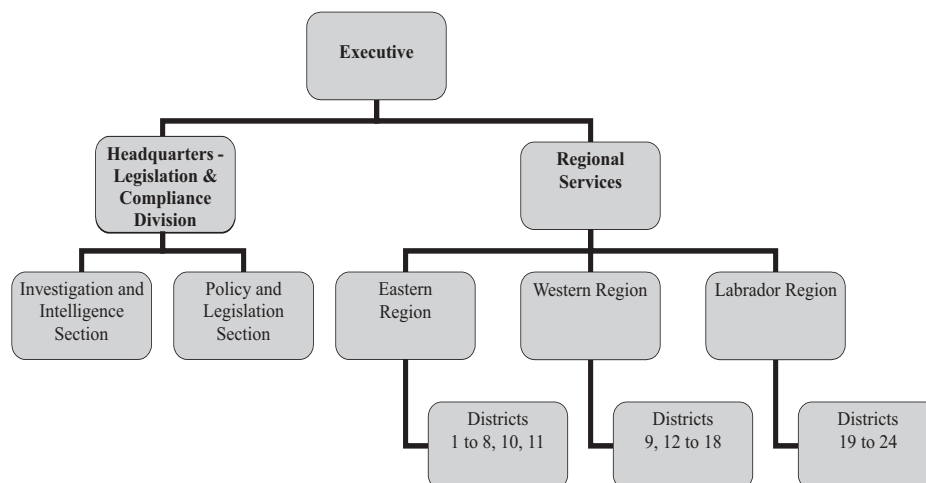 Executive
Headquarters -
Legislation &
Compliance
Division
Regional
Services
Investigation and
Intelligence
Section
Policy and
Legislation
Section
Eastern
Region
Western Region
Labrador Region
Districts
1 to 8, 10, 11
Districts
9, 12 to 18
Districts
19 to 24